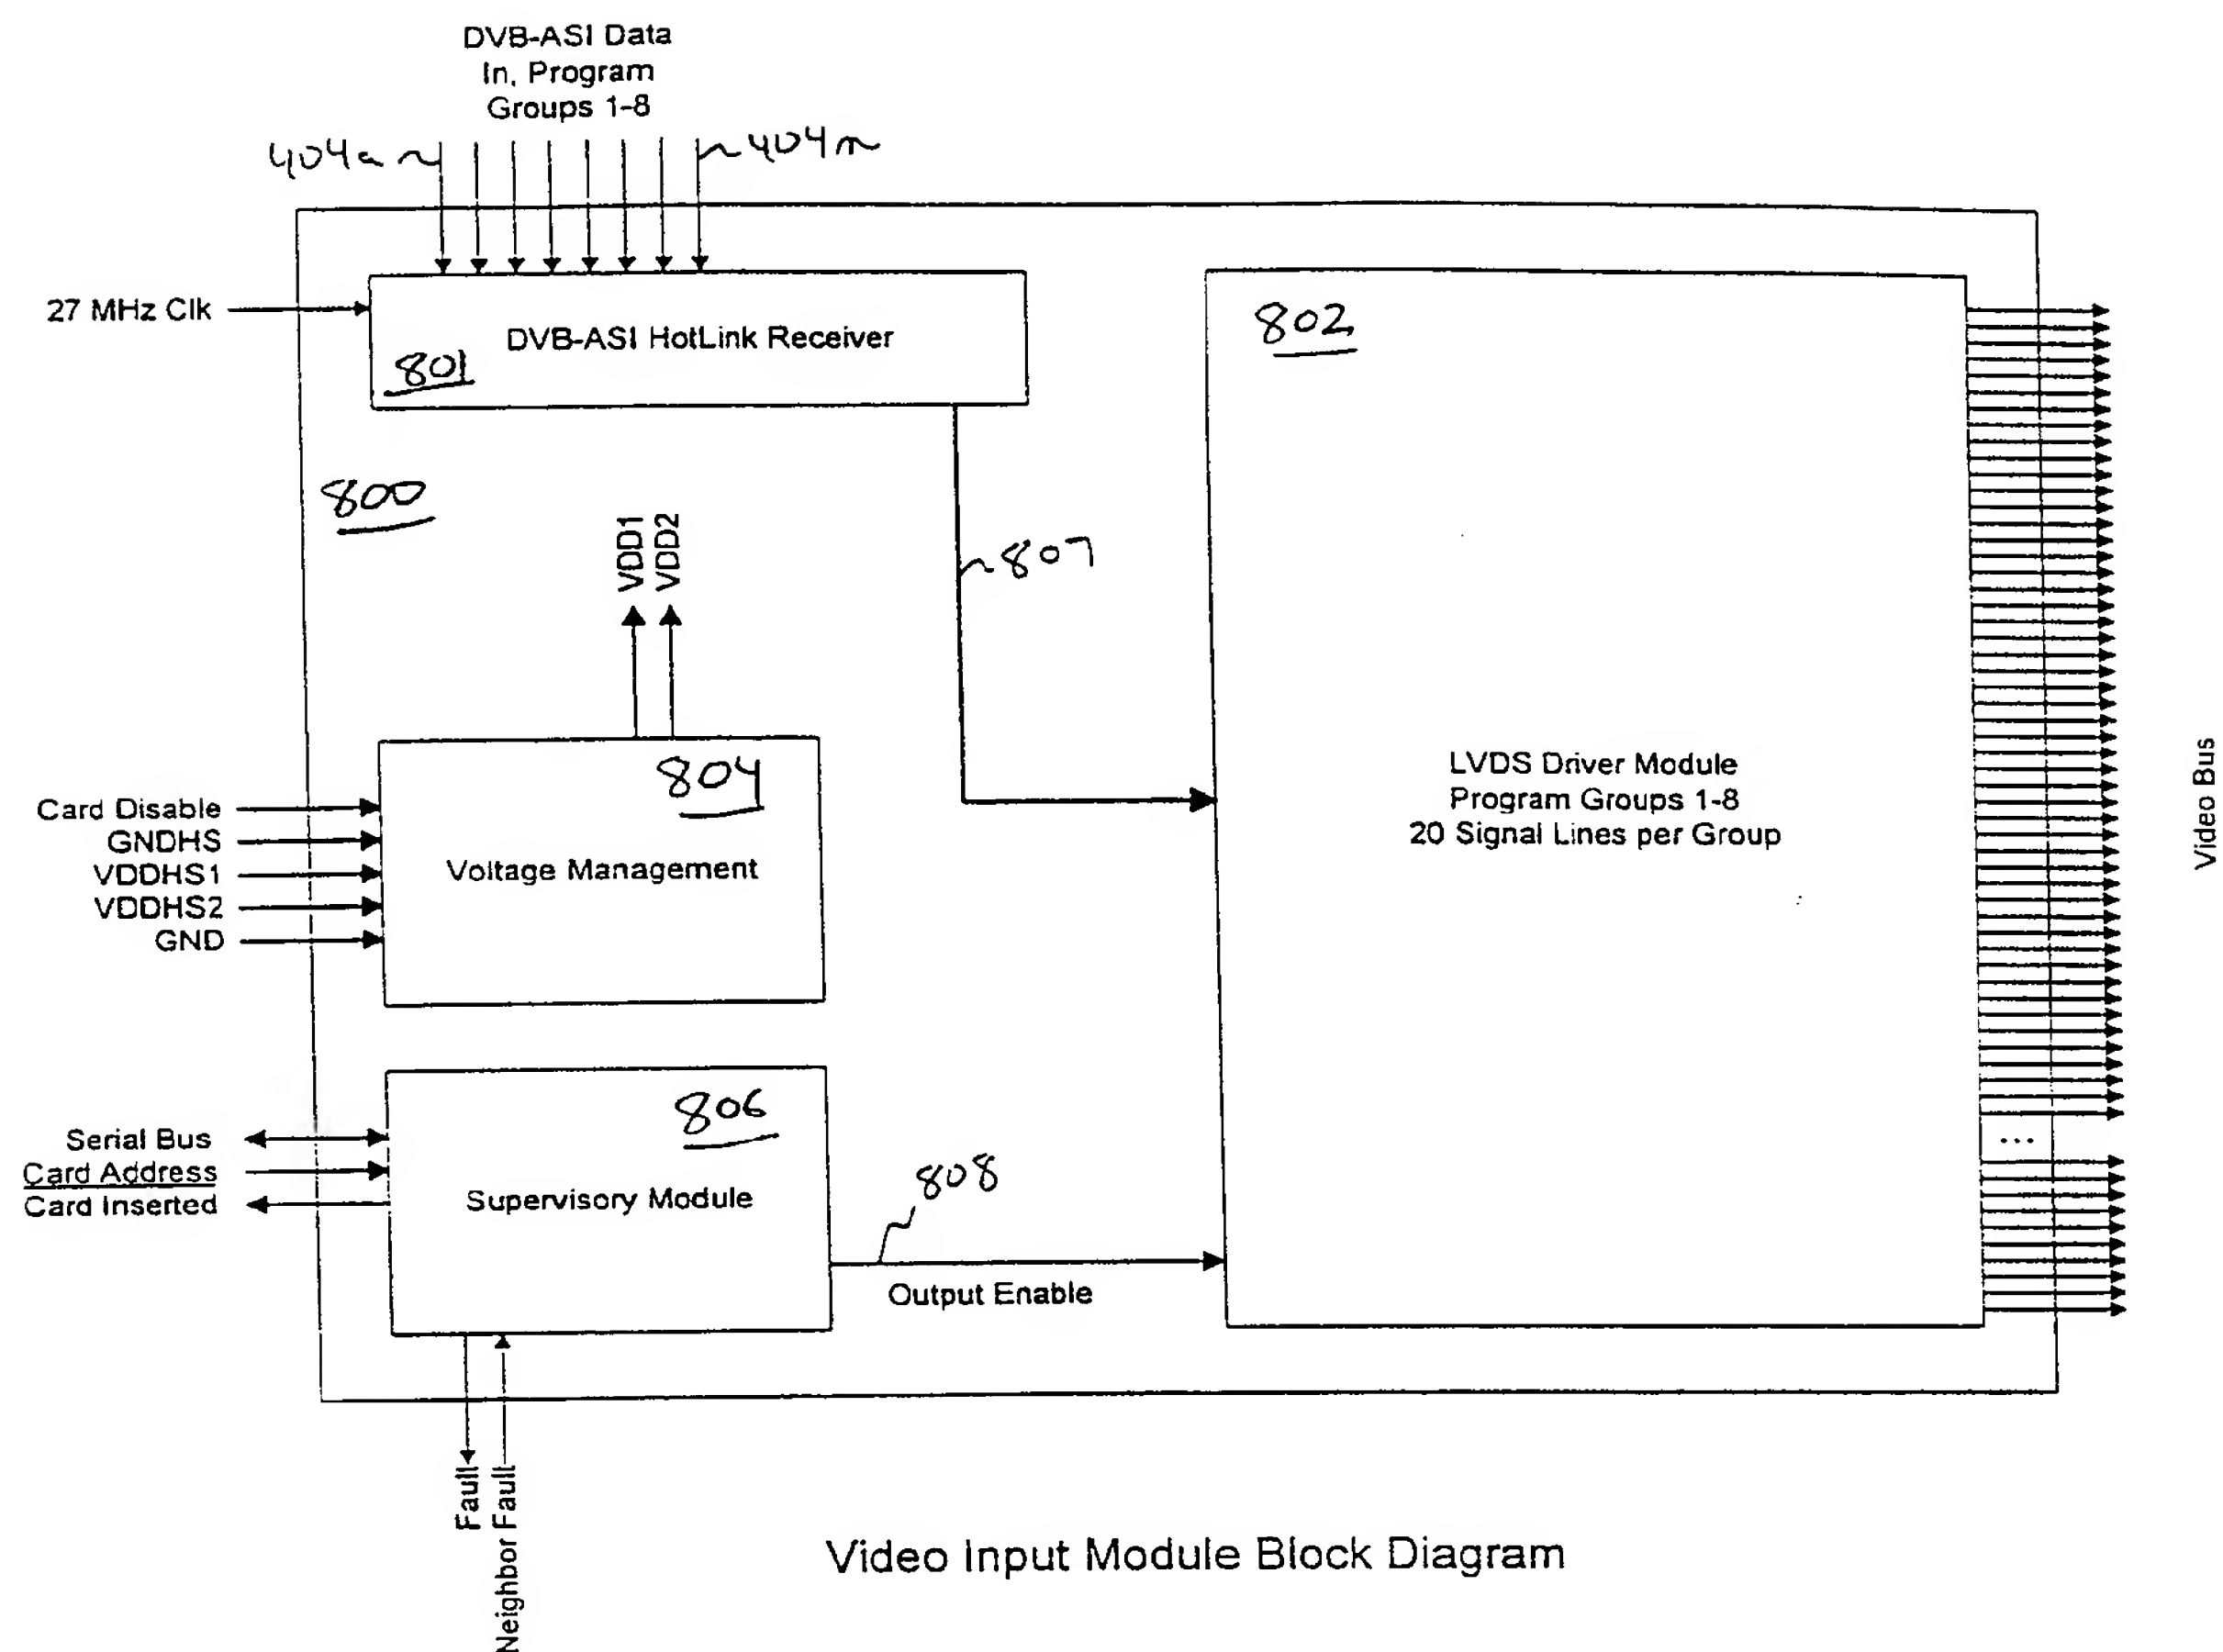 DVB-ASI Data
In, Program
Groups 1-8
404a
404n
27 MHz Clk
DVB-ASI HotLink Receiver
801
802
800
VDD1
VDD2
807
804
Voltage Management
Card Disable
GNDHS
VDDHS1
VDDHS2
GND
LVDS Driver Module
Program Groups 1-8
20 Signal Lines per Group
Video Bus
806
Serial Bus
Card Address
Card Inserted
Supervisory Module
808
Output Enable
...
Fault
Neighbor Fault
Video Input Module Block Diagram